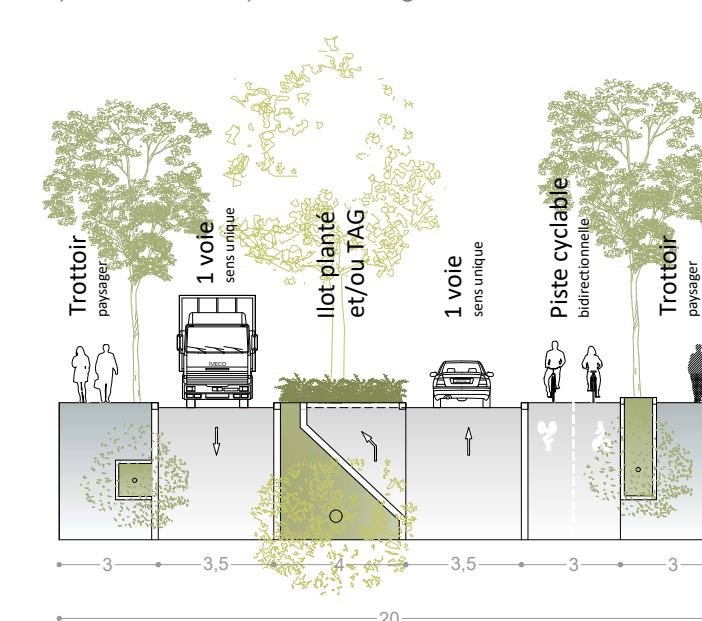 Trottoir
paysager
1 voie
sens unique
Ilot planté
et/ou TAG
1 voie
sens unique
Piste cyclable
bidirectionnelle
Trottoir
paysager
IVECO
3
3,5
4
3,5
3
3
20